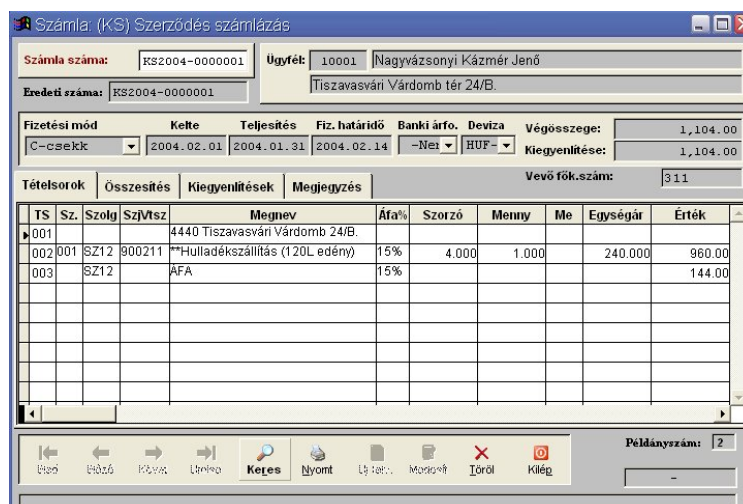 Számla: (KS) Szerződés számlázás
Számla száma: KS2004-0000001
Ügyfél: 10001 Nagyvázsonyi Kázmér Jenő
Tiszavasvári Várdomb tér 24/B.
Eredeti száma: KS2004-0000001
Fizetési mód Kelte Teljesítés Fiz. határidő Banki árfo. Deviza
C-csekk 2004.02.01 2004.01.31 2004.02.14 HUF-
Végösszege: 1,104.00
Kiegyenlítése: 1,104.00
Vevő fők.szám: 311
Tételsorok Összesítés Kiegyenlítések Megjegyzés
TS Sz. Szolg SzjVtsz Megnev Áfa% Szorzó Menny Me Egységár Érték
001 4440 Tiszavasvári Várdomb 24/B.
002 001 SZ12 900211 **Hulladékszállítás (120L edény) 15% 4.000 1.000 240.000 960.00
003 SZ12 ÁFA 15% 144.00
Előző Keres Nyomt Módosít Töröl Kilép
Példányszám: 2
-